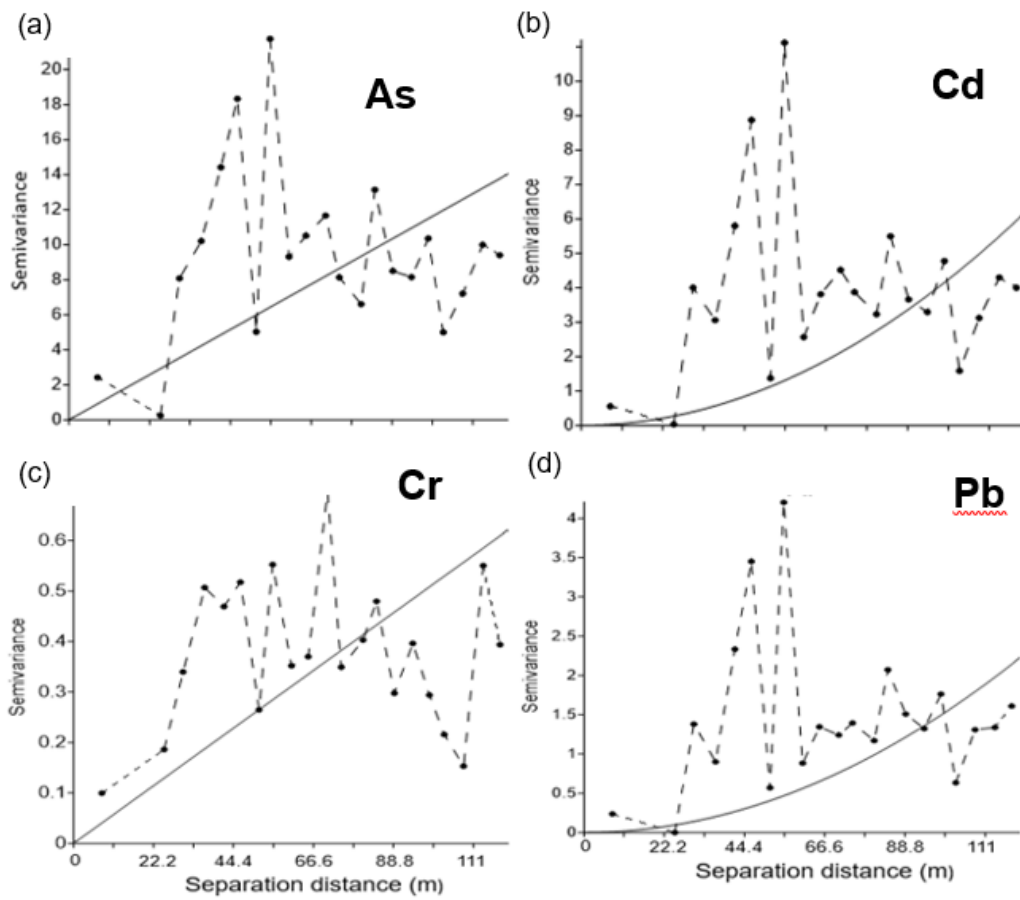 (a)
As
20
18
16
14
12
10
8
6
4
2
0
Semivariance
(b)
Cd
10
9
8
7
6
5
4
3
2
1
0
Semivariance
(c)
Cr
0.6
0.5
0.4
0.3
0.2
0.1
0
Semivariance
0 22.2 44.4 66.6 88.8 111
Separation distance (m)
(d)
Pb
4
3.5
3
2.5
2
1.5
1
0.5
0
Semivariance
0 22.2 44.4 66.6 88.8 111
Separation distance (m)